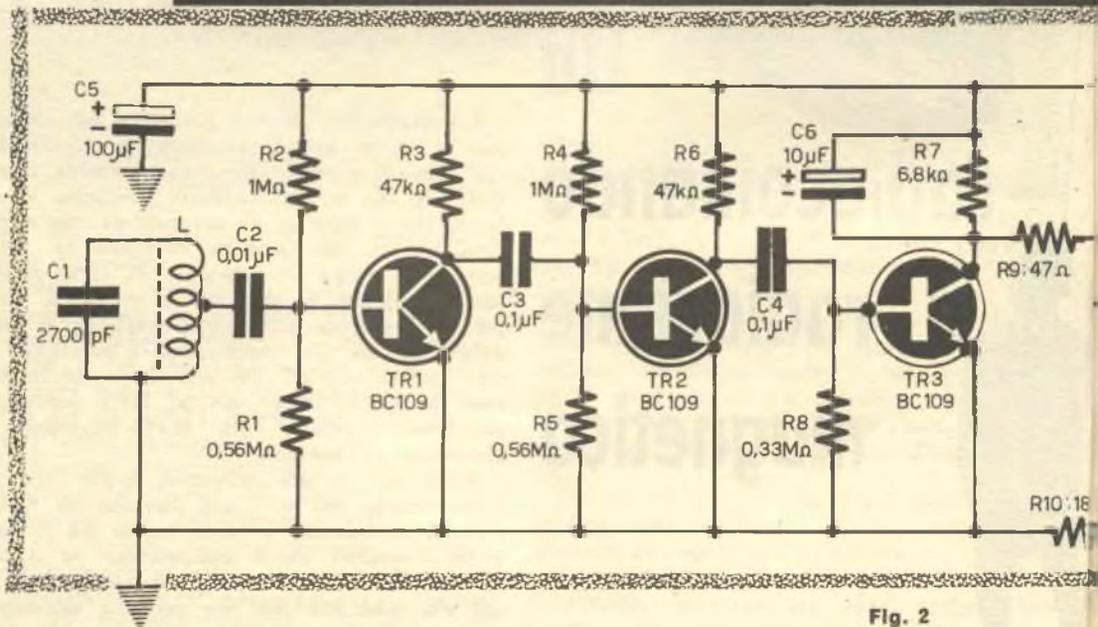 C5
+
−
100µF
R2
1MΩ
R3
47kΩ
R4
1MΩ
R6
47kΩ
C6
10µF
+
−
R7
6,8kΩ
L
C1
2700 pF
C2
0,01µF
C3
0,1µF
C4
0,1µF
R9:47Ω
TR1
BC109
TR2
BC109
TR3
BC109
R1
0,56MΩ
R5
0,56MΩ
R8
0,33MΩ
R10:18
Fig. 2